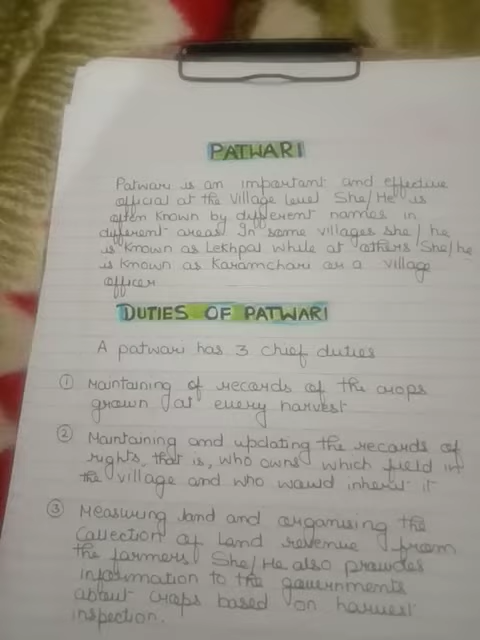 PATWARI
Patwari is an important and effective
official at the Village level She/He is
often known by different names in
different areas In some villages she/he
is known as Lekhpal while at others She/he
is known as Karamchari or a village
officer
DUTIES OF PATWARI
A patwari has 3 chief duties
① Maintaining of records of the crops
grown at every harvest
② Maintaining and updating the records of
rights, that is, who owns which field in
the village and who would inherit it
③ Measuring land and organising the
Collection of Land revenue from
the farmers. She/He also provides
information to the governments
about crops based on harvest
inspection.